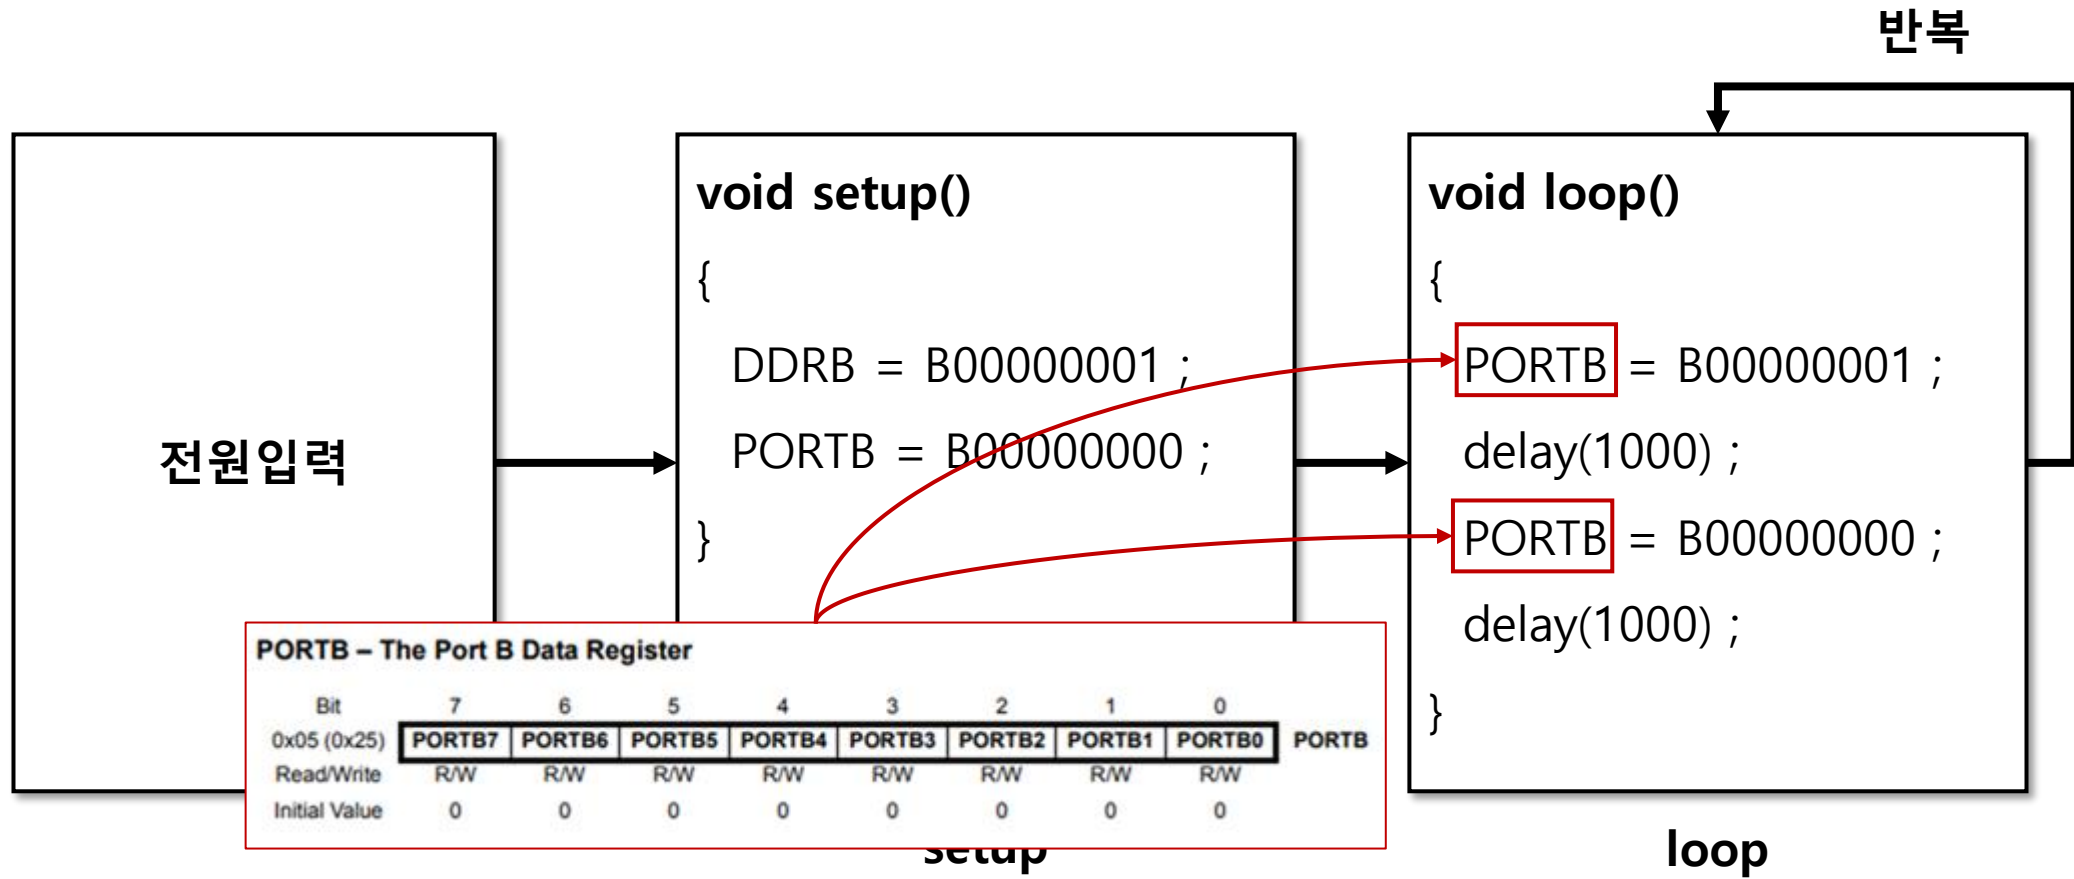 반복
전원입력
void setup()
{
DDRB = B00000001 ;
PORTB = B00000000 ;
}
setup
void loop()
{
PORTB = B00000001 ;
delay(1000) ;
PORTB = B00000000 ;
delay(1000) ;
}
loop
PORTB – The Port B Data Register
Bit 7 6 5 4 3 2 1 0
0x05 (0x25) PORTB7 PORTB6 PORTB5 PORTB4 PORTB3 PORTB2 PORTB1 PORTB0 PORTB
Read/Write R/W R/W R/W R/W R/W R/W R/W R/W
Initial Value 0 0 0 0 0 0 0 0